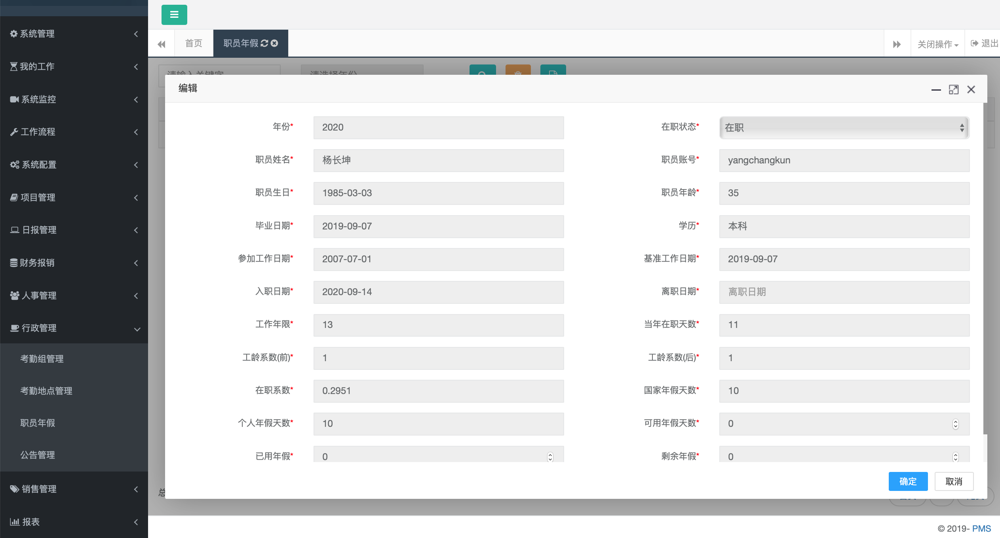 系统管理
我的工作
系统监控
工作流程
系统配置
项目管理
日报管理
财务报销
人事管理
行政管理
考勤组管理
考勤地点管理
职员年假
公告管理
销售管理
报表
首页
职员年假
关闭操作
退出
请输入关键字
请选择年份
编辑
年份* 2020
在职状态* 在职
职员姓名* 杨长坤
职员账号* yangchangkun
职员生日* 1985-03-03
职员年龄* 35
毕业日期* 2019-09-07
学历* 本科
参加工作日期* 2007-07-01
基准工作日期* 2019-09-07
入职日期* 2020-09-14
离职日期* 离职日期
工作年限* 13
当年在职天数* 11
工龄系数(前)* 1
工龄系数(后)* 1
在职系数* 0.2951
国家年假天数* 10
个人年假天数* 10
可用年假天数* 0
已用年假* 0
剩余年假* 0
确定
取消
总
© 2019- PMS